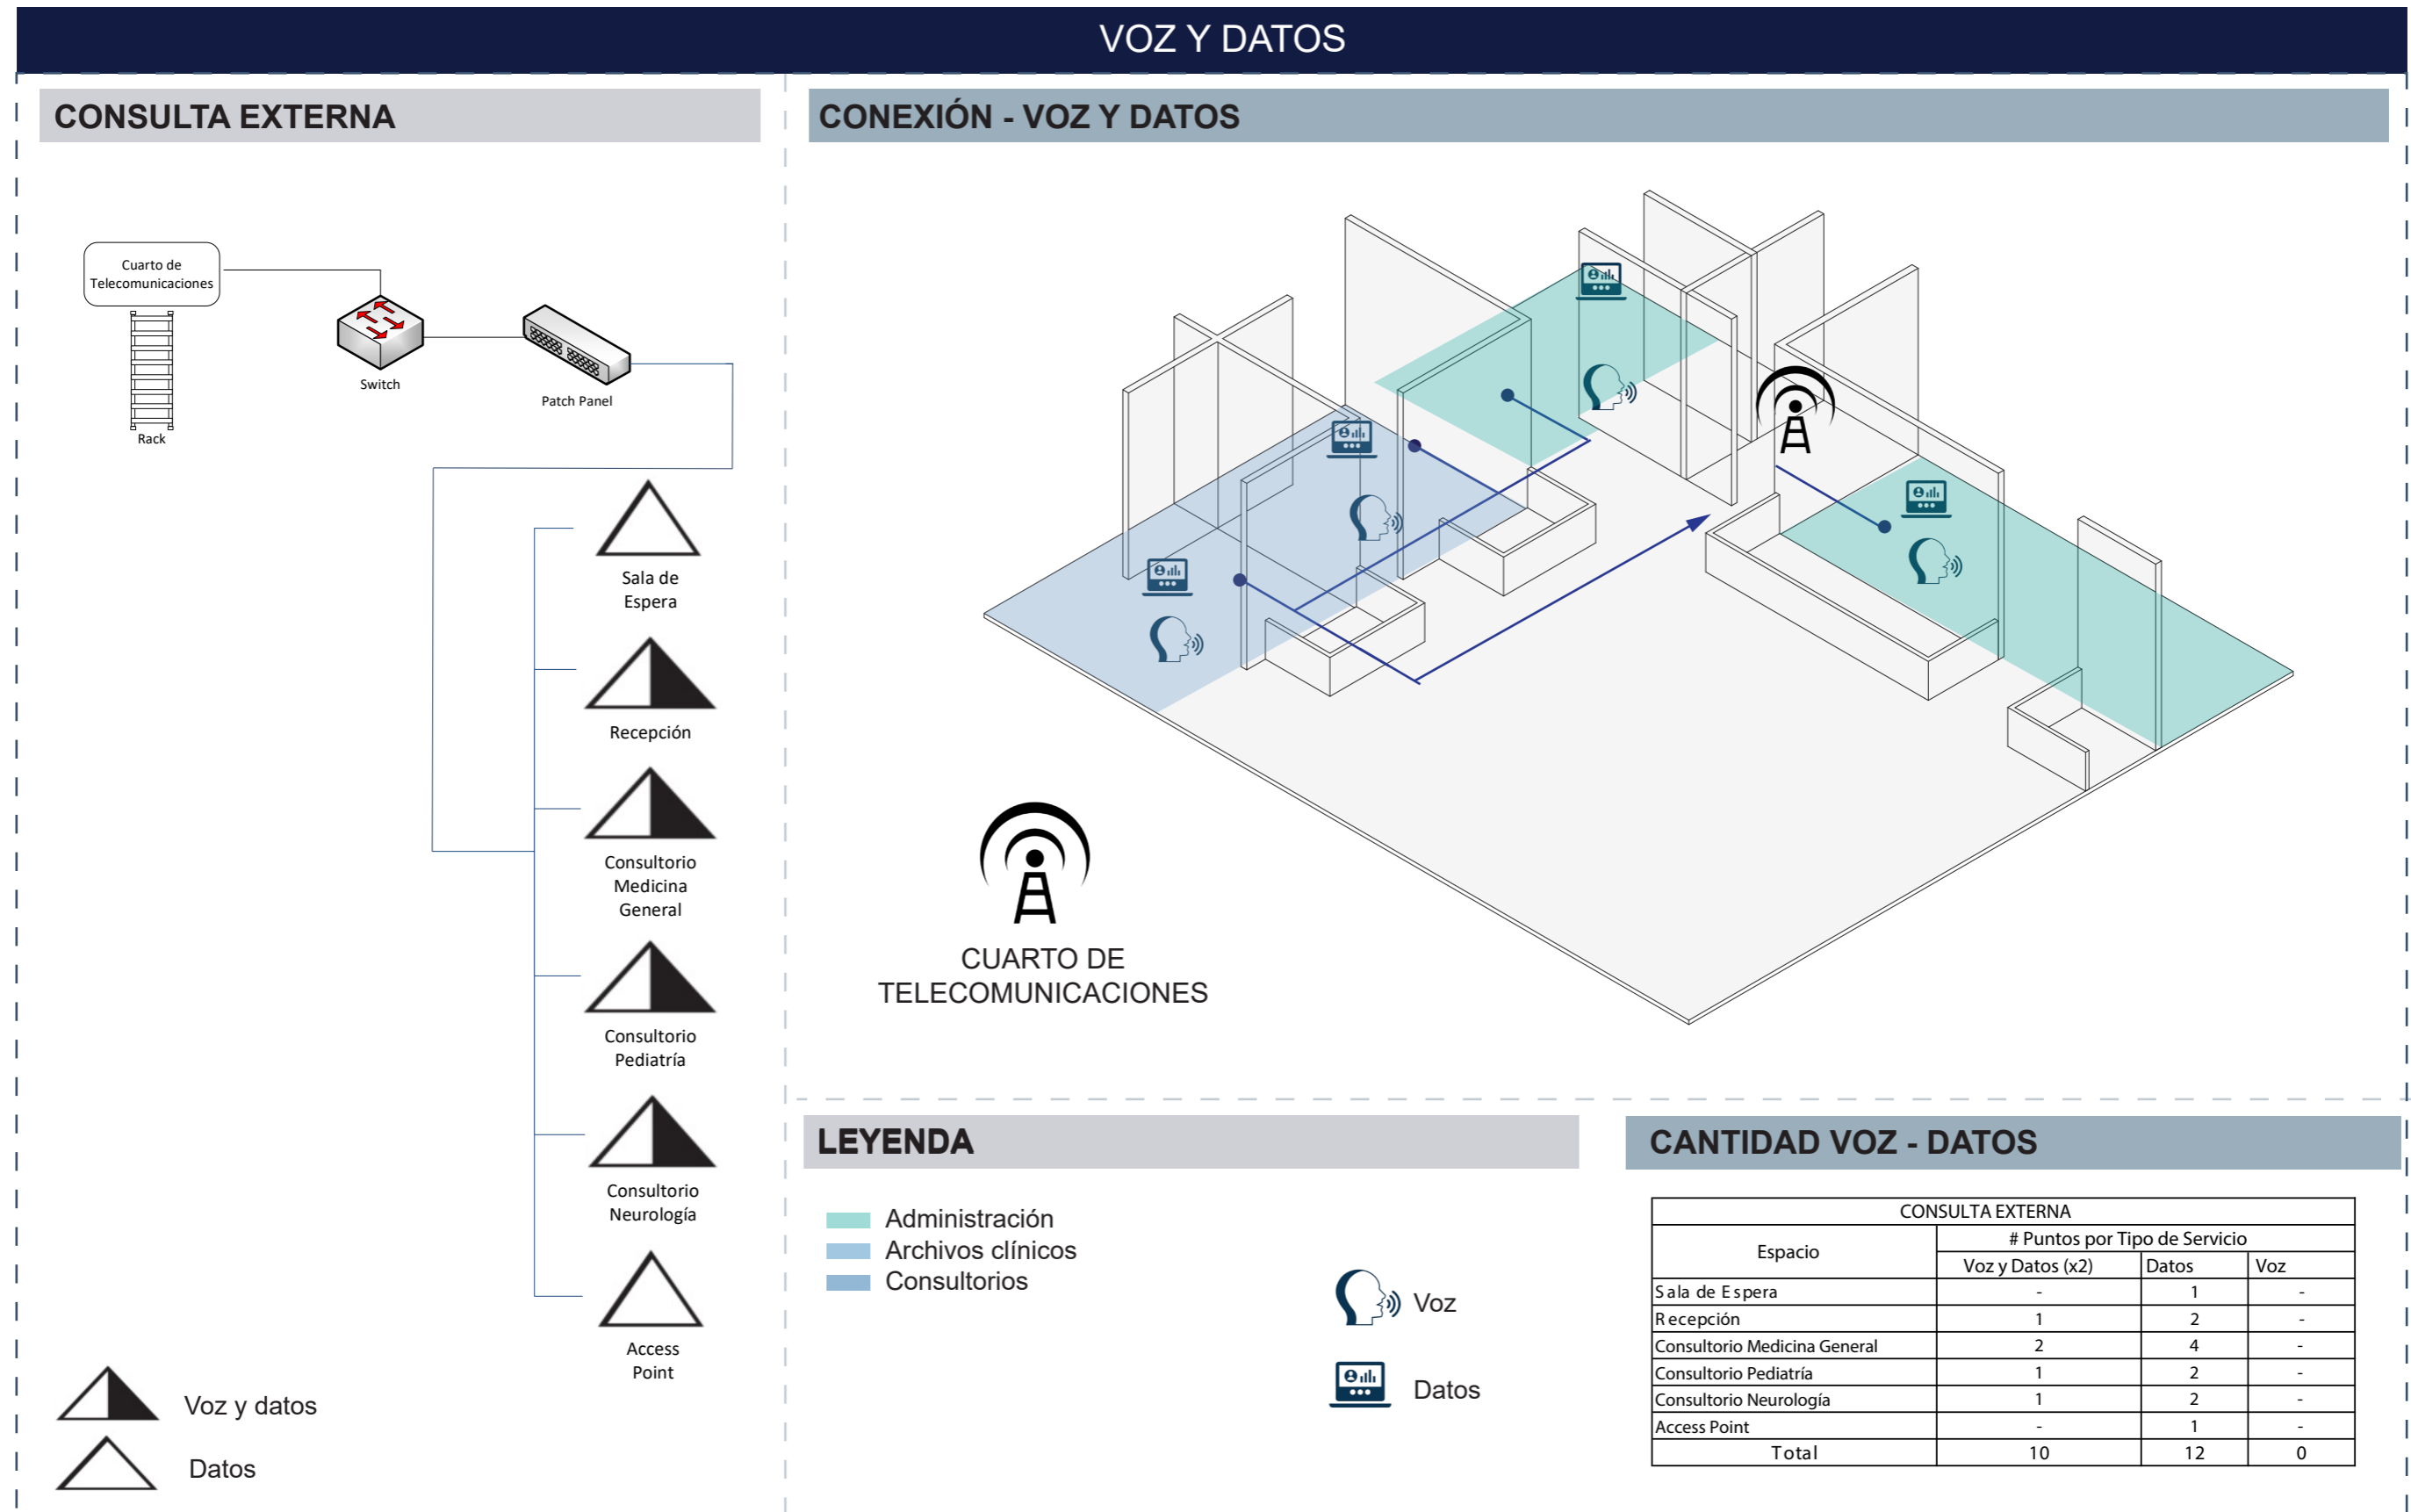 VOZ Y DATOS
CONSULTA EXTERNA
Cuarto de
Telecomunicaciones
Rack
Switch
Patch Panel
Sala de
Espera
Recepción
Consultorio
Medicina
General
Consultorio
Pediatría
Consultorio
Neurología
Access
Point
Voz y datos
Datos
CONEXIÓN - VOZ Y DATOS
CUARTO DE
TELECOMUNICACIONES
LEYENDA
Administración
Archivos clínicos
Consultorios
Voz
Datos
CANTIDAD VOZ - DATOS
CONSULTA EXTERNA
Espacio # Puntos por Tipo de Servicio
Voz y Datos (x2) Datos Voz
Sala de Espera - 1 -
Recepción 1 2 -
Consultorio Medicina General 2 4 -
Consultorio Pediatría 1 2 -
Consultorio Neurología 1 2 -
Access Point - 1 -
Total 10 12 0